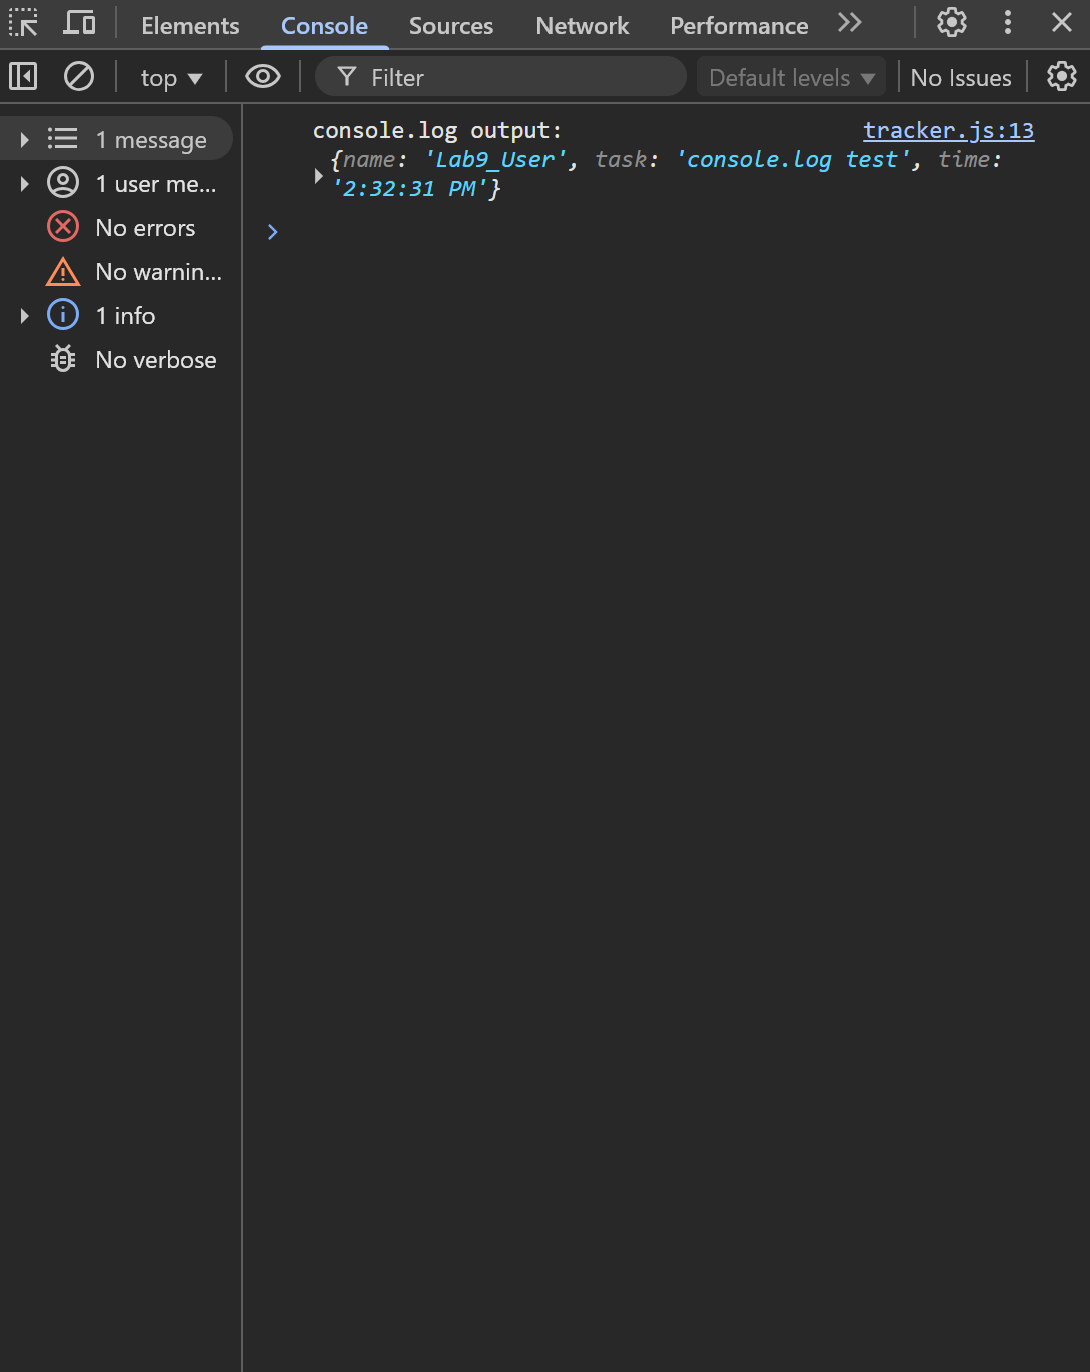 Elements Console Sources Network Performance
top Filter Default levels No Issues
1 message
1 user me...
No errors
No warnin...
1 info
No verbose
console.log output: tracker.js:13
{name: 'Lab9_User', task: 'console.log test', time:
'2:32:31 PM'}